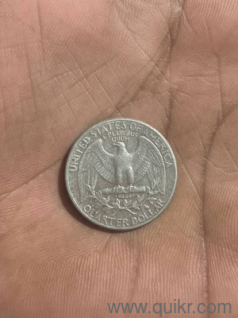 UNITED STATES OF AMERICA
E PLURIBUS
UNUM
QUARTER DOLLAR
www.quikr.com